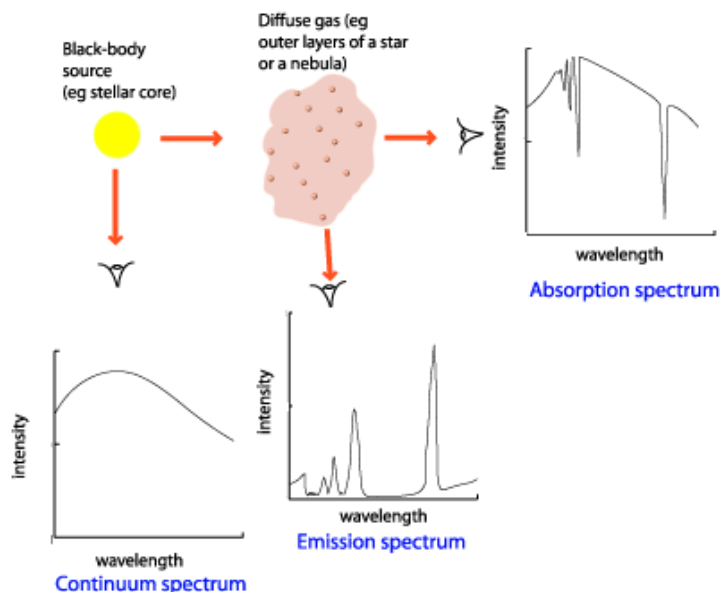 Black-body
source
(eg stellar core)
Diffuse gas (eg
outer layers of a star
or a nebula)
intensity
wavelength
Absorption spectrum
intensity
wavelength
Emission spectrum
intensity
wavelength
Continuum spectrum